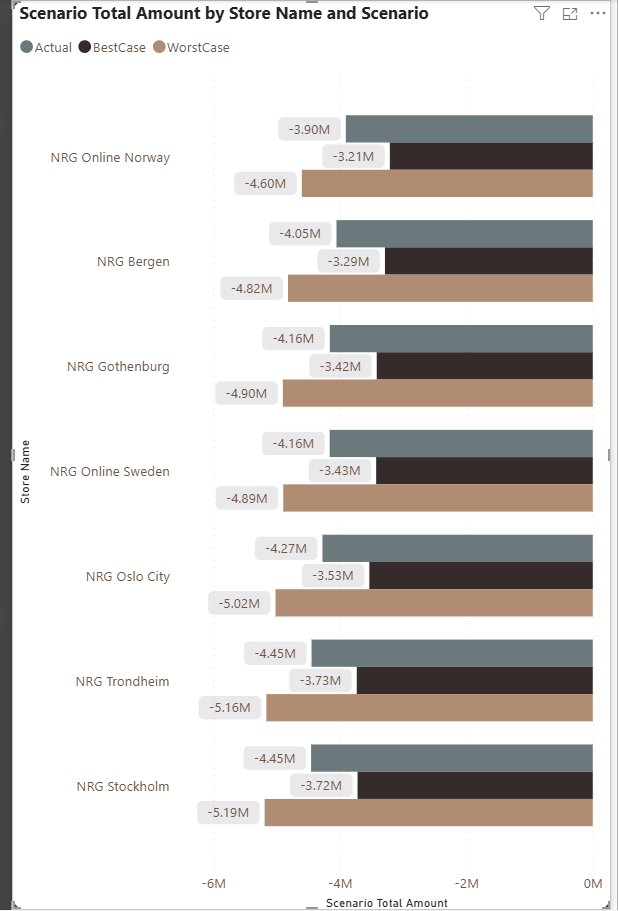 Scenario Total Amount by Store Name and Scenario
Actual BestCase WorstCase
-3.90M
NRG Online Norway -3.21M
-4.60M
-4.05M
NRG Bergen -3.29M
-4.82M
-4.16M
NRG Gothenburg -3.42M
-4.90M
-4.16M
NRG Online Sweden -3.43M
-4.89M
Store Name
-4.27M
NRG Oslo City -3.53M
-5.02M
-4.45M
NRG Trondheim -3.73M
-5.16M
-4.45M
NRG Stockholm -3.72M
-5.19M
-6M -4M -2M 0M
Scenario Total Amount